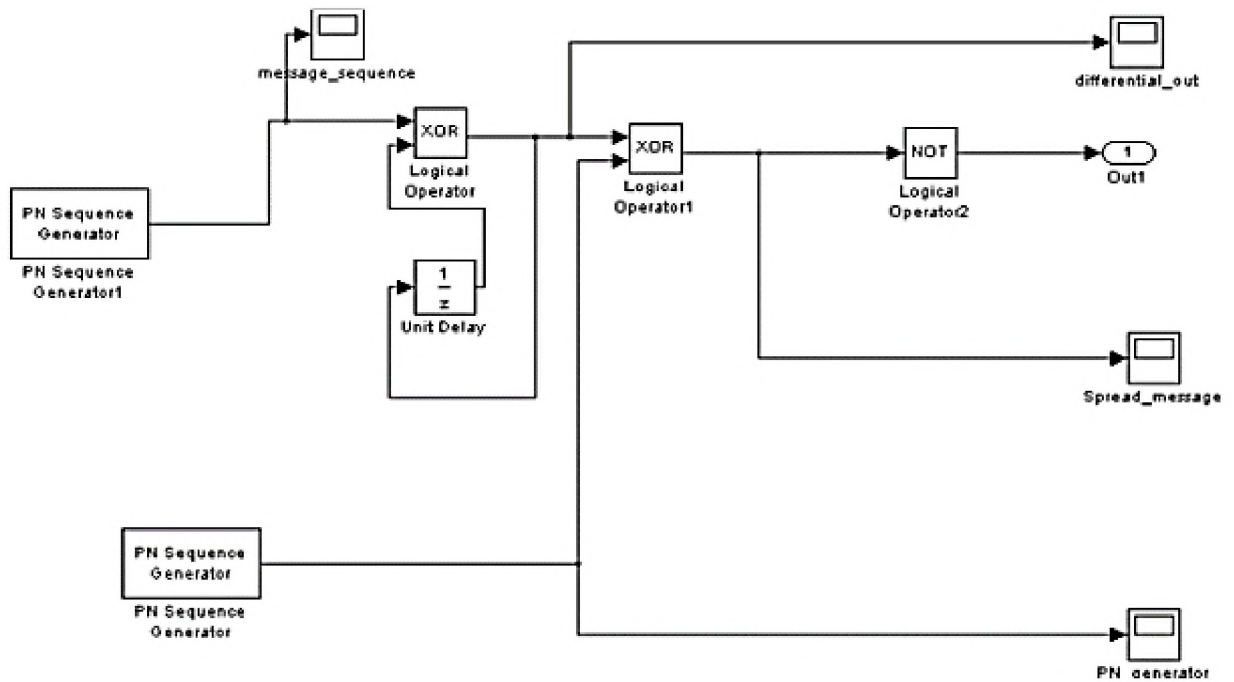 message_sequence
differential_out
XOR
Logical
Operator
XOR
Logical
Operator1
NOT
Logical
Operator2
1
Out1
PN Sequence
Generator
PN Sequence
Generator1
1
z
Unit Delay
Spread_message
PN Sequence
Generator
PN Sequence
Generator
PN_generator